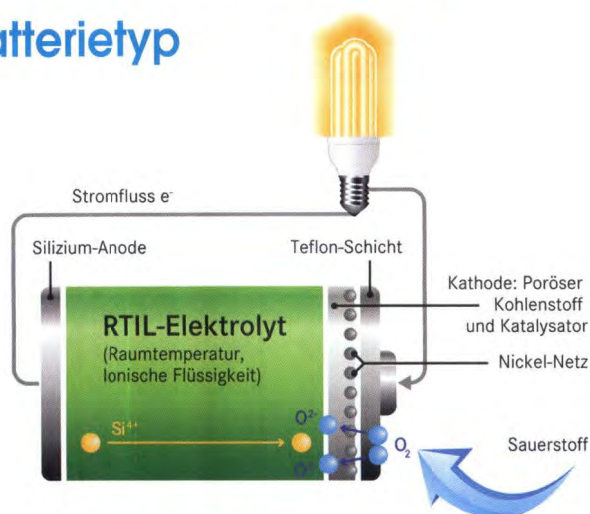 atterietyp
Stromfluss e⁻
Silizium-Anode
Teflon-Schicht
Kathode: Poröser
Kohlenstoff
und Katalysator
RTIL-Elektrolyt
(Raumtemperatur,
Ionische Flüssigkeit)
Nickel-Netz
Si⁴⁺
O²⁻
O₂
Sauerstoff